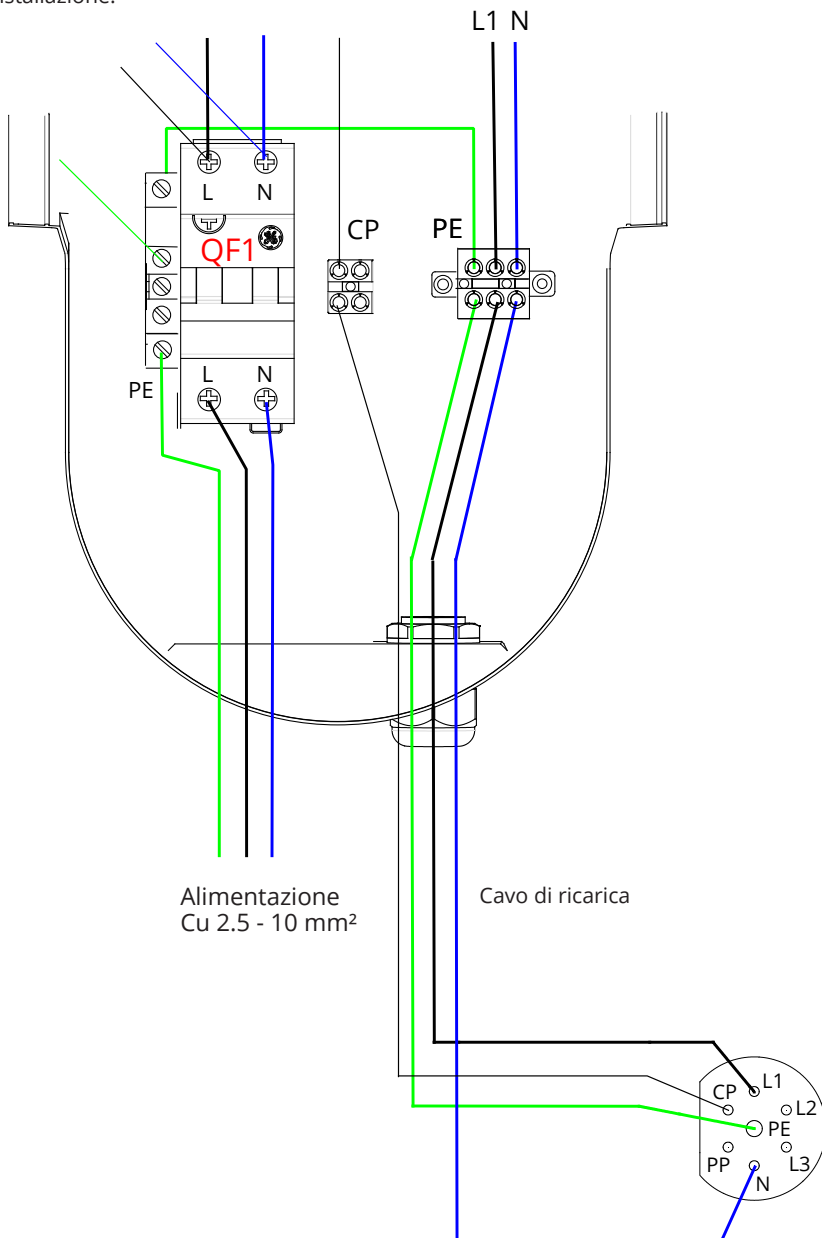 L1 N
L N
QF1
CP
PE
L N
PE
Alimentazione
Cu 2.5 - 10 mm²
Cavo di ricarica
L1
CP
L2
PE
PP
L3
N